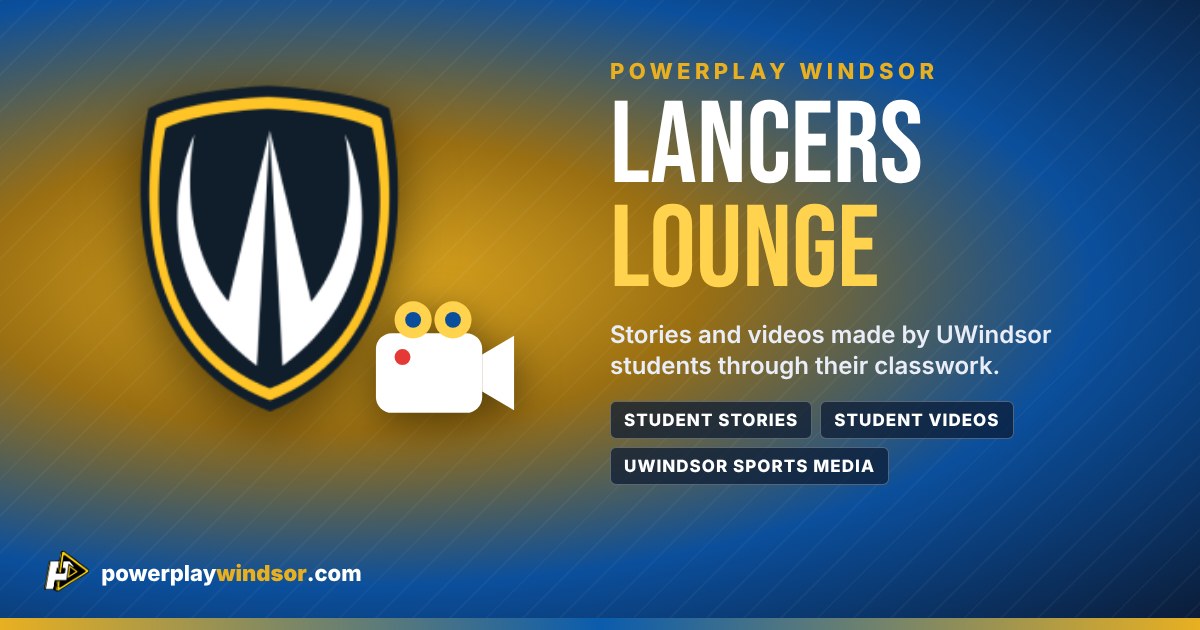 POWERPLAY WINDSOR
LANCERS
LOUNGE
Stories and videos made by UWindsor
students through their classwork.
STUDENT STORIES
STUDENT VIDEOS
UWINDSOR SPORTS MEDIA
powerplaywindsor.com